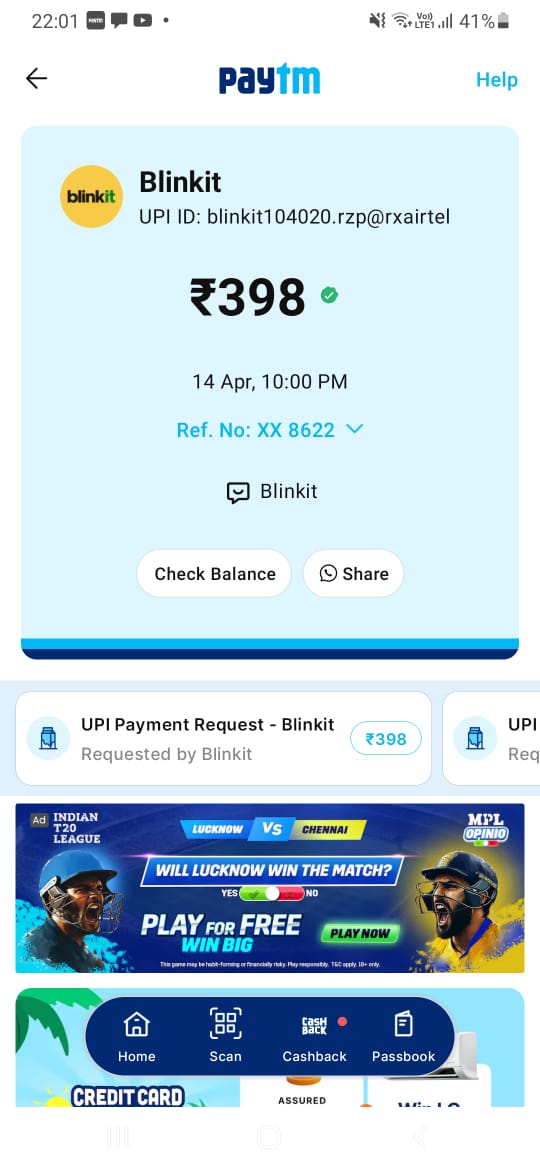 22:01
Vo))
LTE1
41%
paytm
Help
blinkit
Blinkit
UPI ID: blinkit104020.rzp@rxairtel
₹398
14 Apr, 10:00 PM
Ref. No: XX 8622
Blinkit
Check Balance
Share
UPI Payment Request - Blinkit
Requested by Blinkit
₹398
UPI
Req
Ad
INDIAN
T20
LEAGUE
LUCKNOW VS CHENNAI
MPL
OPINIO
WILL LUCKNOW WIN THE MATCH?
YES NO
PLAY FOR FREE
WIN BIG
PLAY NOW
This game may be habit-forming or financially risky. Play responsibly. T&C apply. 18+ only.
Home
Scan
CASH
BACK
Cashback
Passbook
CREDIT CARD
ASSURED